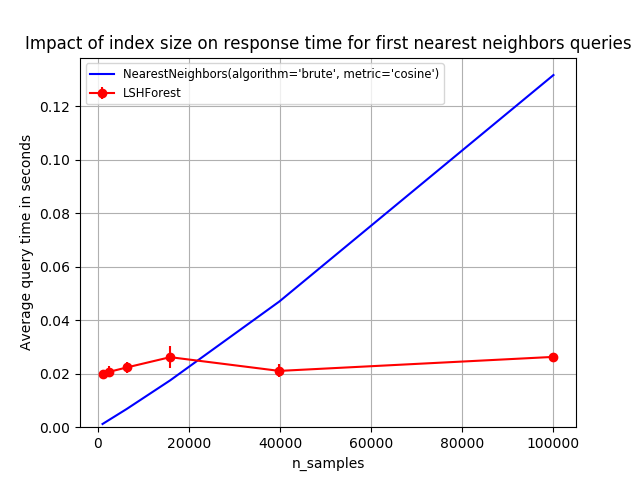 Impact of index size on response time for first nearest neighbors queries
NearestNeighbors(algorithm='brute', metric='cosine')
LSHForest
Average query time in seconds
0.12
0.10
0.08
0.06
0.04
0.02
0.00
0 20000 40000 60000 80000 100000
n_samples